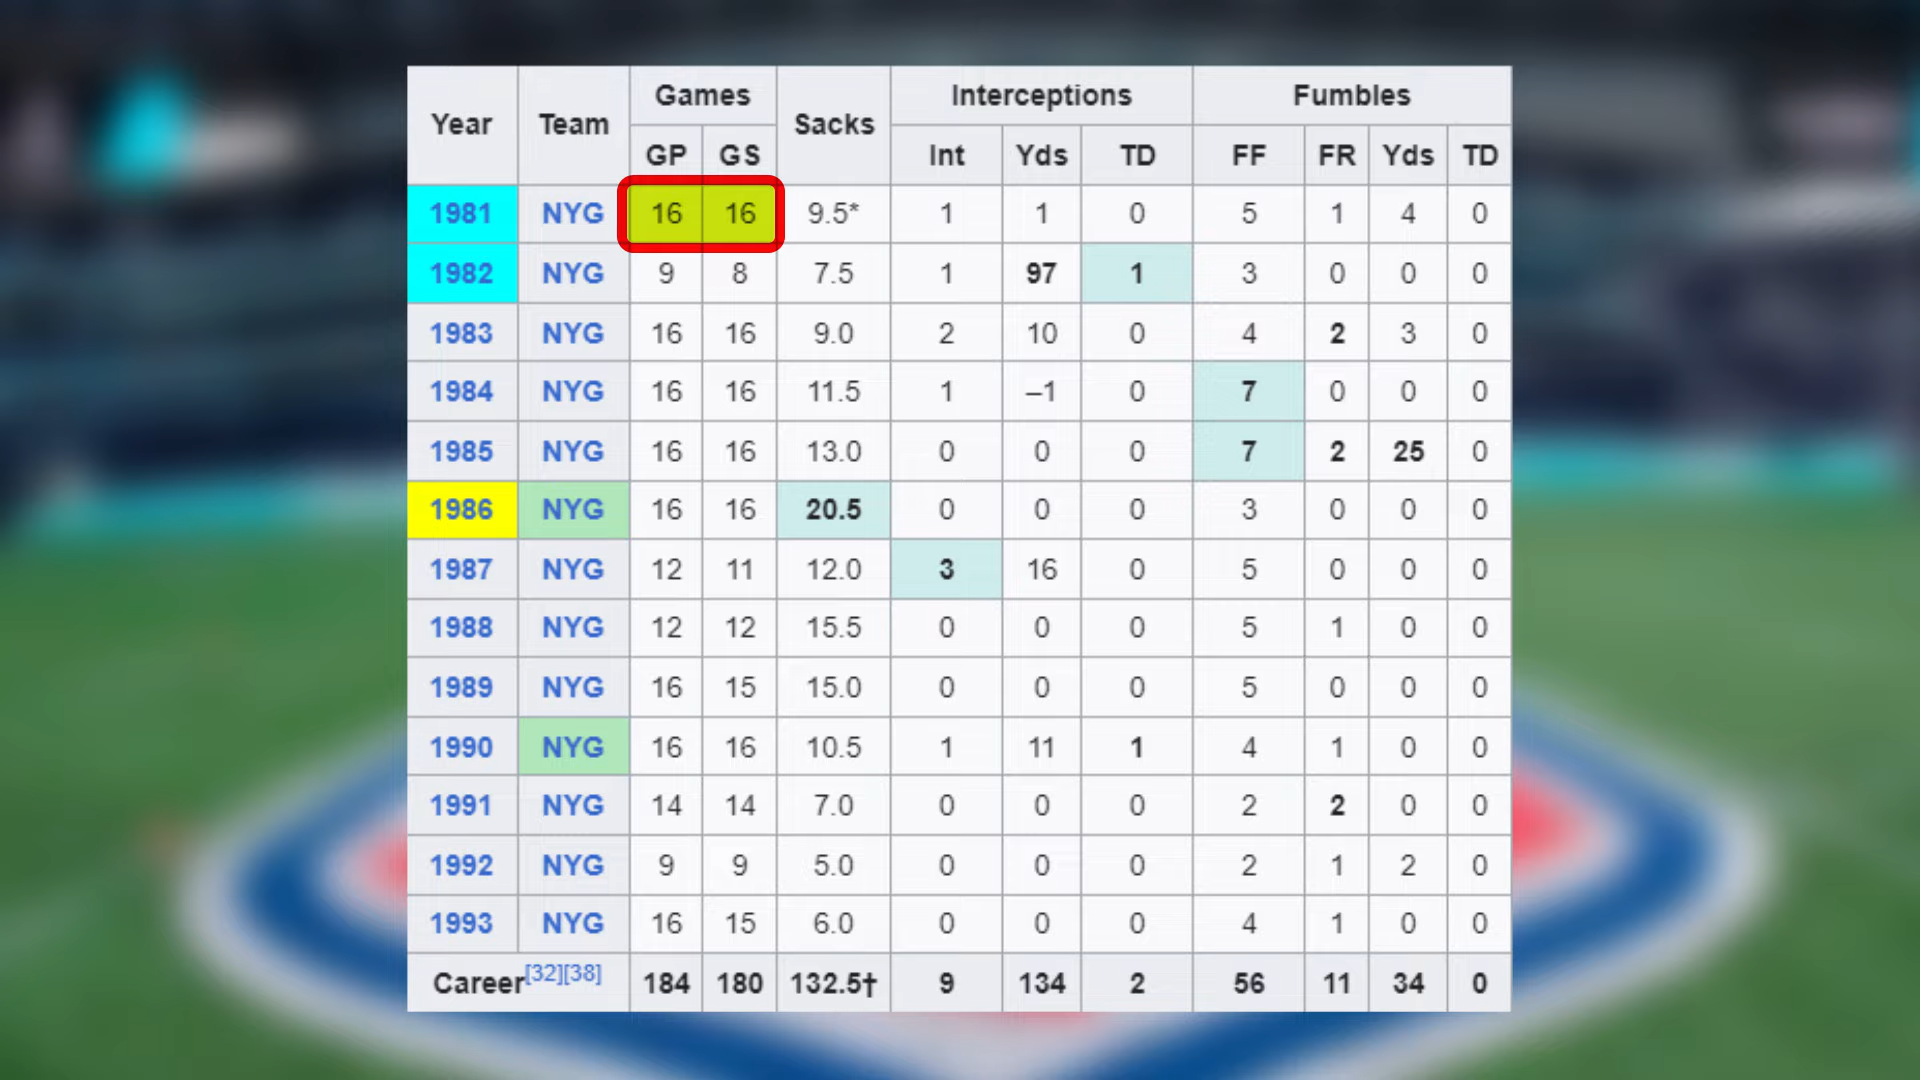 Year Team Games Sacks Interceptions Fumbles
GP GS Int Yds TD FF FR Yds TD
1981 NYG 16 16 9.5* 1 1 0 5 1 4 0
1982 NYG 9 8 7.5 1 97 1 3 0 0 0
1983 NYG 16 16 9.0 2 10 0 4 2 3 0
1984 NYG 16 16 11.5 1 –1 0 7 0 0 0
1985 NYG 16 16 13.0 0 0 0 7 2 25 0
1986 NYG 16 16 20.5 0 0 0 3 0 0 0
1987 NYG 12 11 12.0 3 16 0 5 0 0 0
1988 NYG 12 12 15.5 0 0 0 5 1 0 0
1989 NYG 16 15 15.0 0 0 0 5 0 0 0
1990 NYG 16 16 10.5 1 11 1 4 1 0 0
1991 NYG 14 14 7.0 0 0 0 2 2 0 0
1992 NYG 9 9 5.0 0 0 0 2 1 2 0
1993 NYG 16 15 6.0 0 0 0 4 1 0 0
Career[32][38] 184 180 132.5† 9 134 2 56 11 34 0